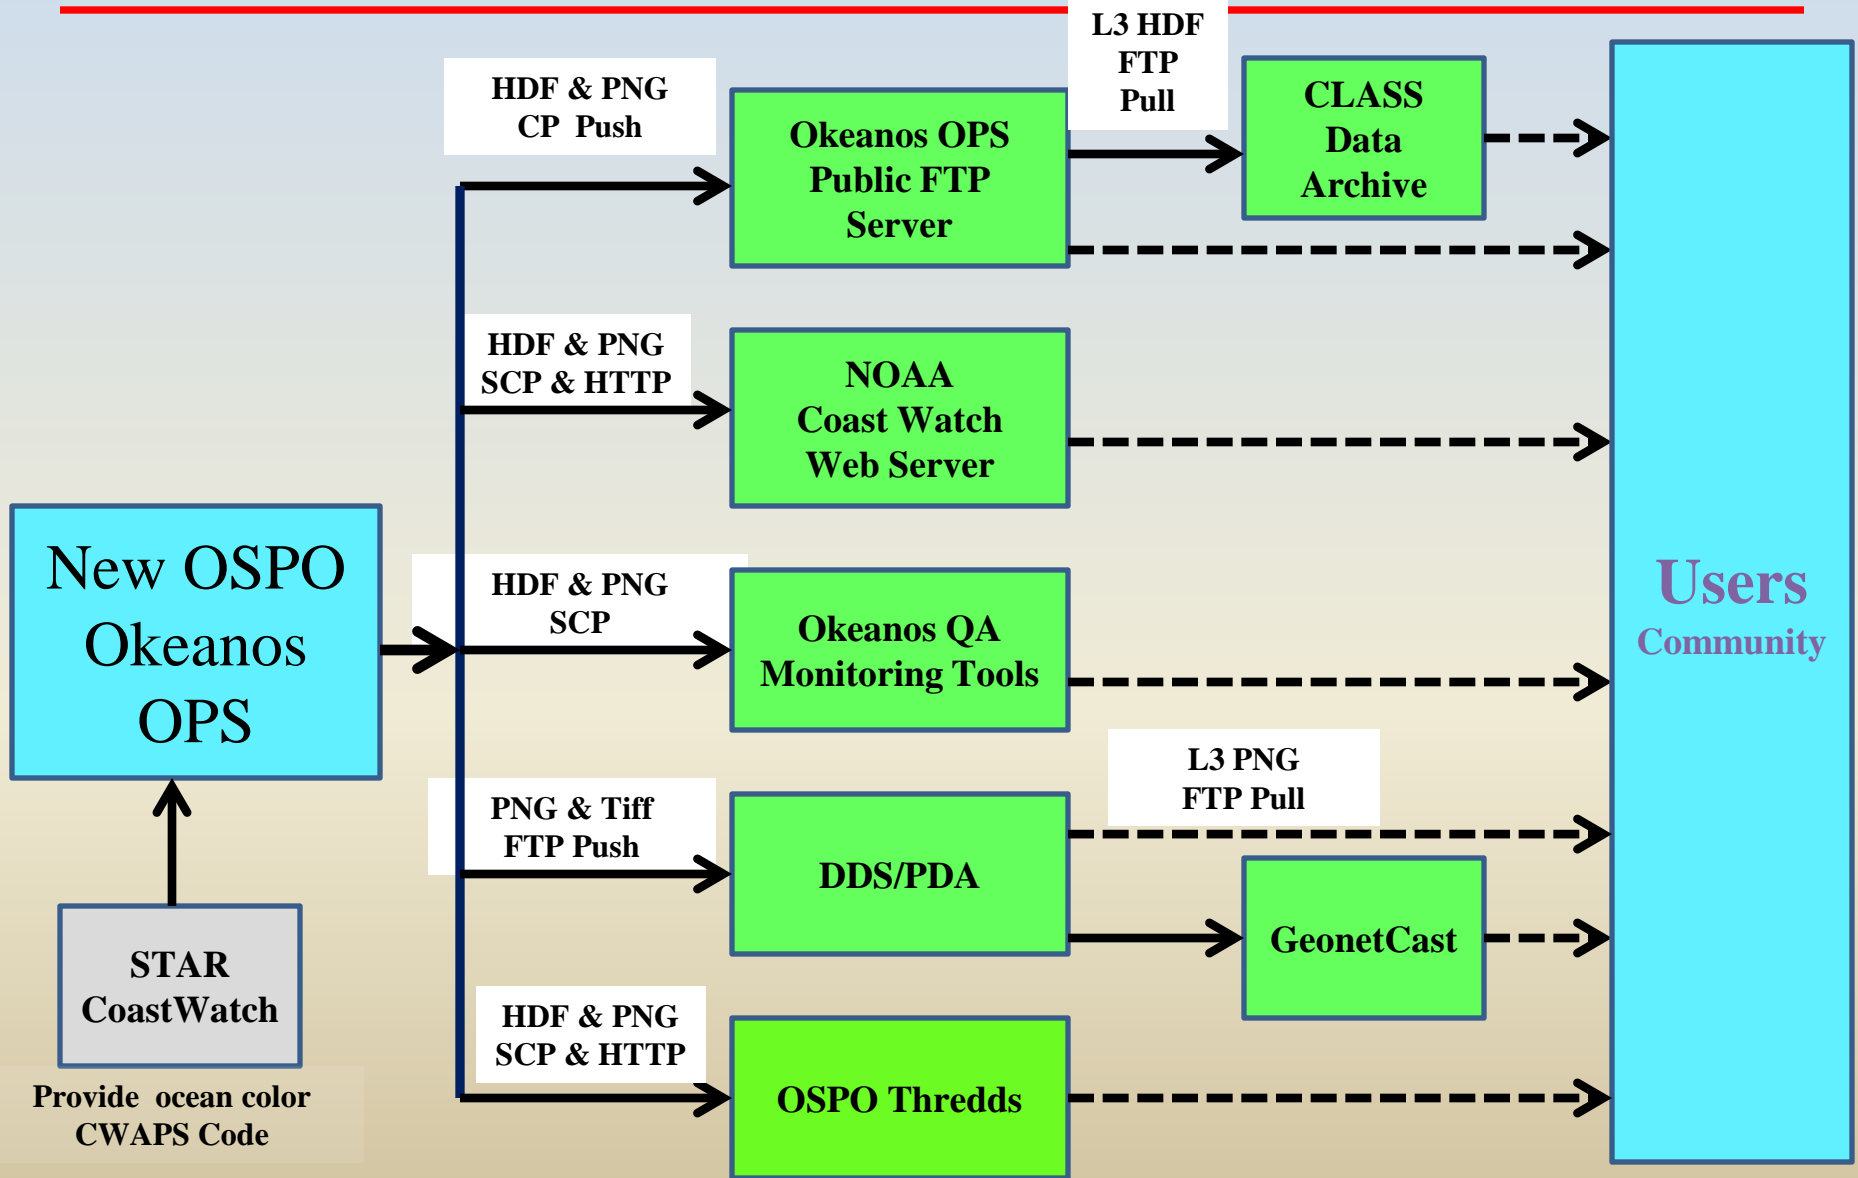 L3 HDF
FTP
Pull
HDF & PNG
CP Push
Okeanos OPS
Public FTP
Server
CLASS
Data
Archive
HDF & PNG
SCP & HTTP
NOAA
Coast Watch
Web Server
New OSPO
Okeanos
OPS
HDF & PNG
SCP
Okeanos QA
Monitoring Tools
Users
Community
L3 PNG
FTP Pull
PNG & Tiff
FTP Push
DDS/PDA
GeonetCast
STAR
CoastWatch
HDF & PNG
SCP & HTTP
OSPO Thredds
Provide ocean color
CWAPS Code